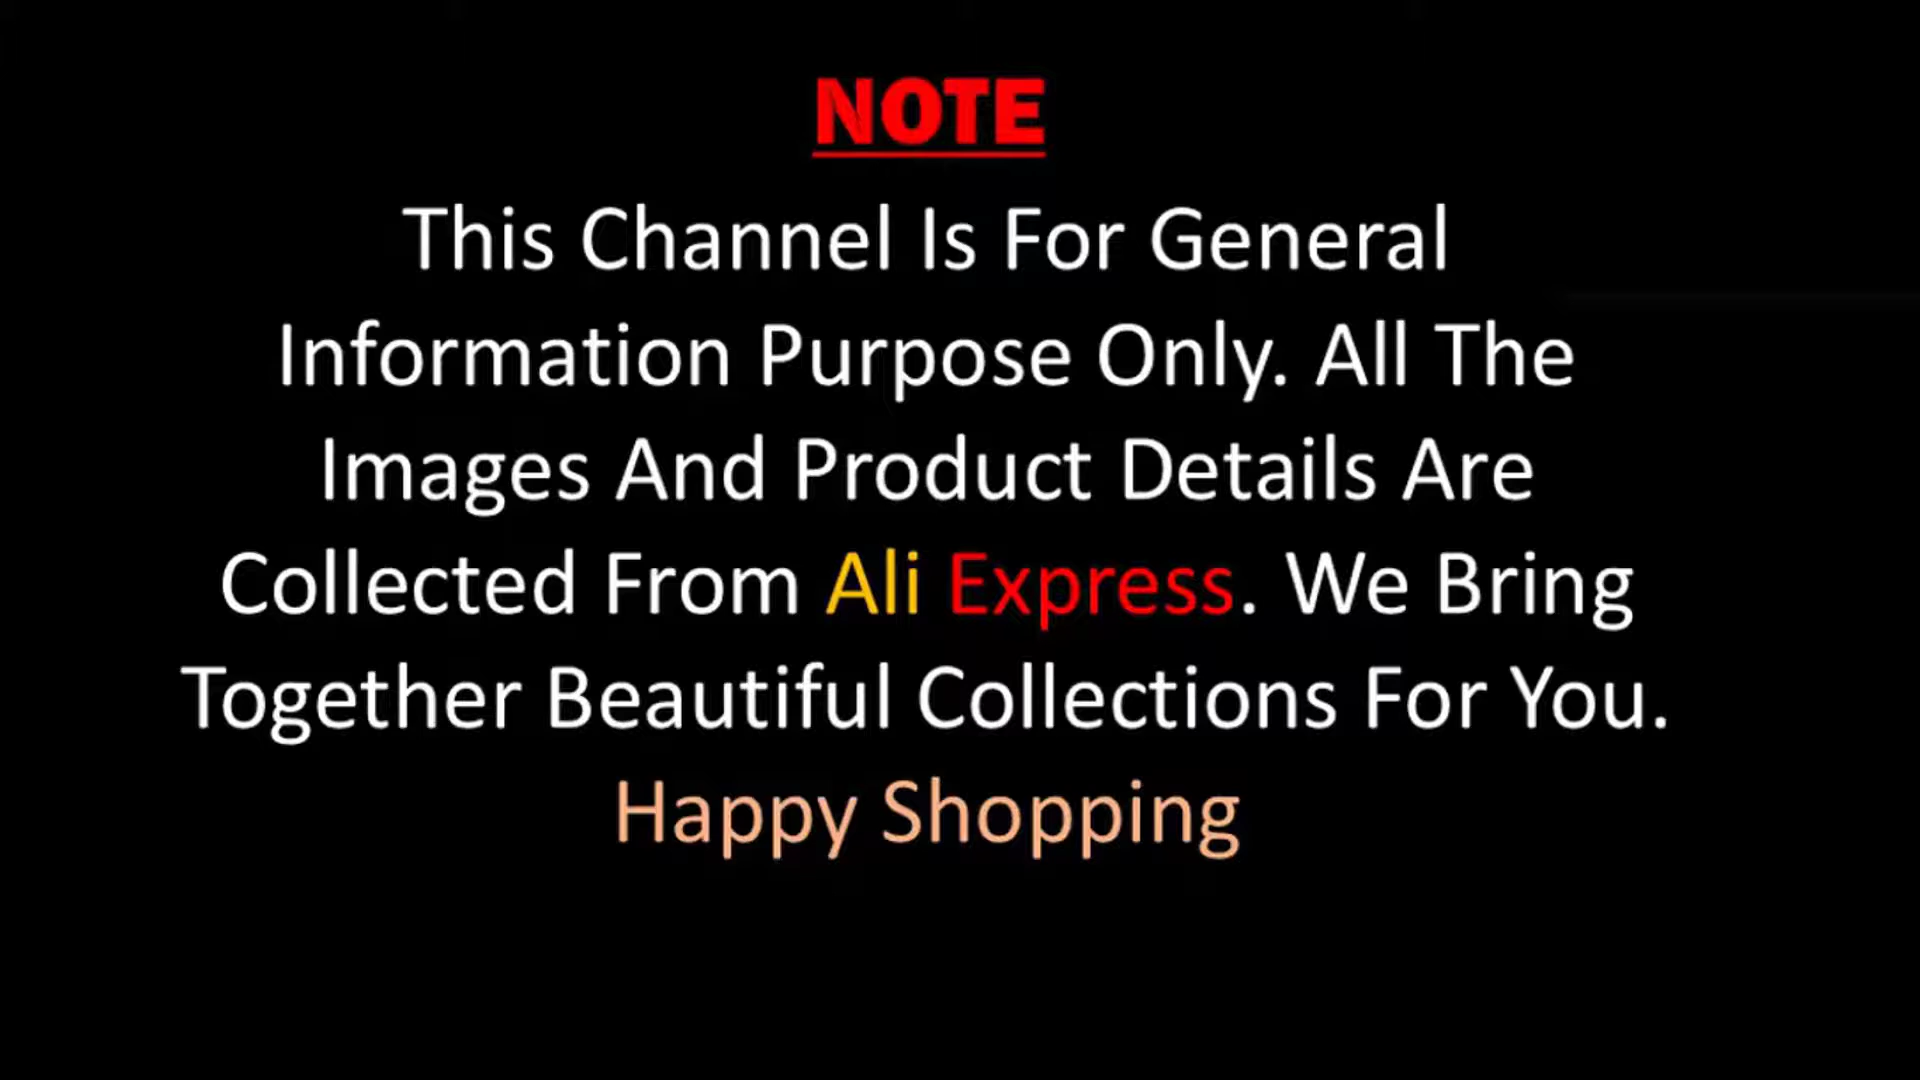 NOTE
This Channel Is For General
Information Purpose Only. All The
Images And Product Details Are
Collected From Ali Express. We Bring
Together Beautiful Collections For You.
Happy Shopping